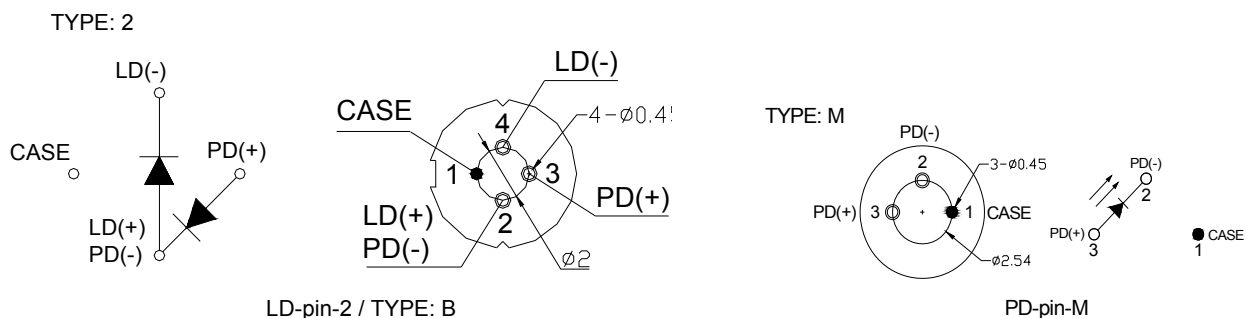 TYPE: 2
LD(-)
CASE
PD(+)
LD(+)
PD(-)
LD(-)
CASE
4-Ø0.45
4
1
3
2
PD(+)
LD(+)
PD(-)
Ø2
LD-pin-2 / TYPE: B
TYPE: M
PD(-)
2
3-Ø0.45
PD(+)
3
1
CASE
Ø2.54
PD(-)
2
PD(+)
3
CASE
1
PD-pin-M